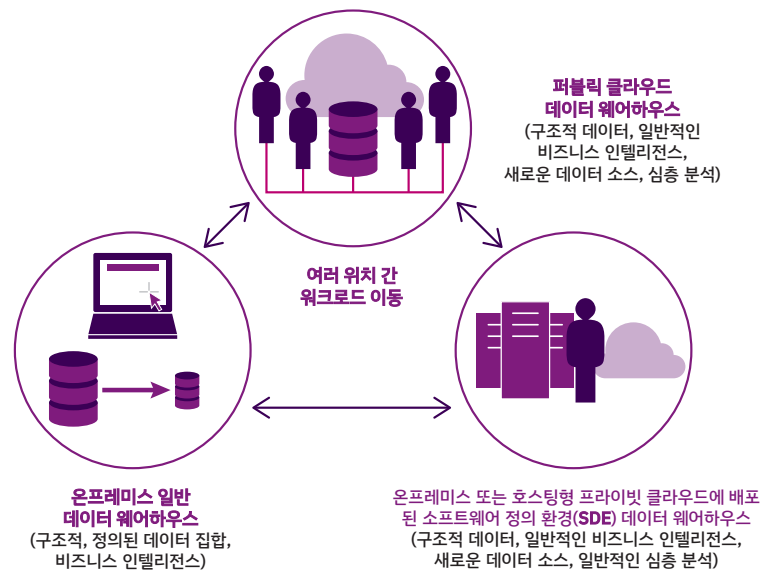 퍼블릭 클라우드
데이터 웨어하우스
(구조적 데이터, 일반적인
비즈니스 인텔리전스,
새로운 데이터 소스, 심층 분석)
여러 위치 간
워크로드 이동
온프레미스 일반
데이터 웨어하우스
(구조적, 정의된 데이터 집합,
비즈니스 인텔리전스)
온프레미스 또는 호스팅형 프라이빗 클라우드에 배포
된 소프트웨어 정의 환경(SDE) 데이터 웨어하우스
(구조적 데이터, 일반적인 비즈니스 인텔리전스,
새로운 데이터 소스, 일반적인 심층 분석)